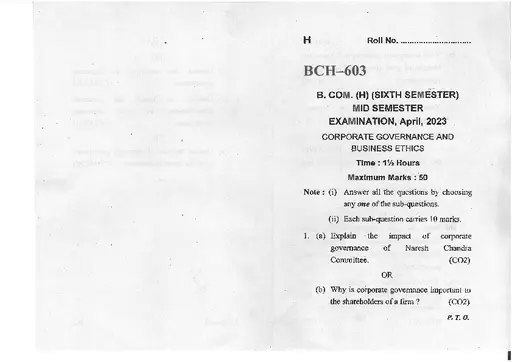 H Roll No. ..............................
BCH–603
B. COM. (H) (SIXTH SEMESTER)
MID SEMESTER
EXAMINATION, April, 2023
CORPORATE GOVERNANCE AND
BUSINESS ETHICS
Time : 1½ Hours
Maximum Marks : 50
Note : (i) Answer all the questions by choosing
any one of the sub-questions.
(ii) Each sub-question carries 10 marks.
1. (a) Explain the impact of corporate
governance of Naresh Chandra
Committee. (CO2)
OR
(b) Why is corporate governance important to
the shareholders of a firm ? (CO2)
P. T. O.